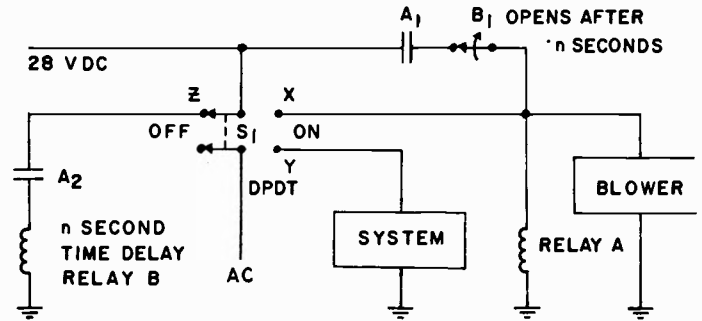 A1
B1 OPENS AFTER
n SECONDS
28 VDC
Z
X
OFF
S1
ON
Y
DPDT
A2
n SECOND
TIME DELAY
RELAY B
AC
SYSTEM
RELAY A
BLOWER